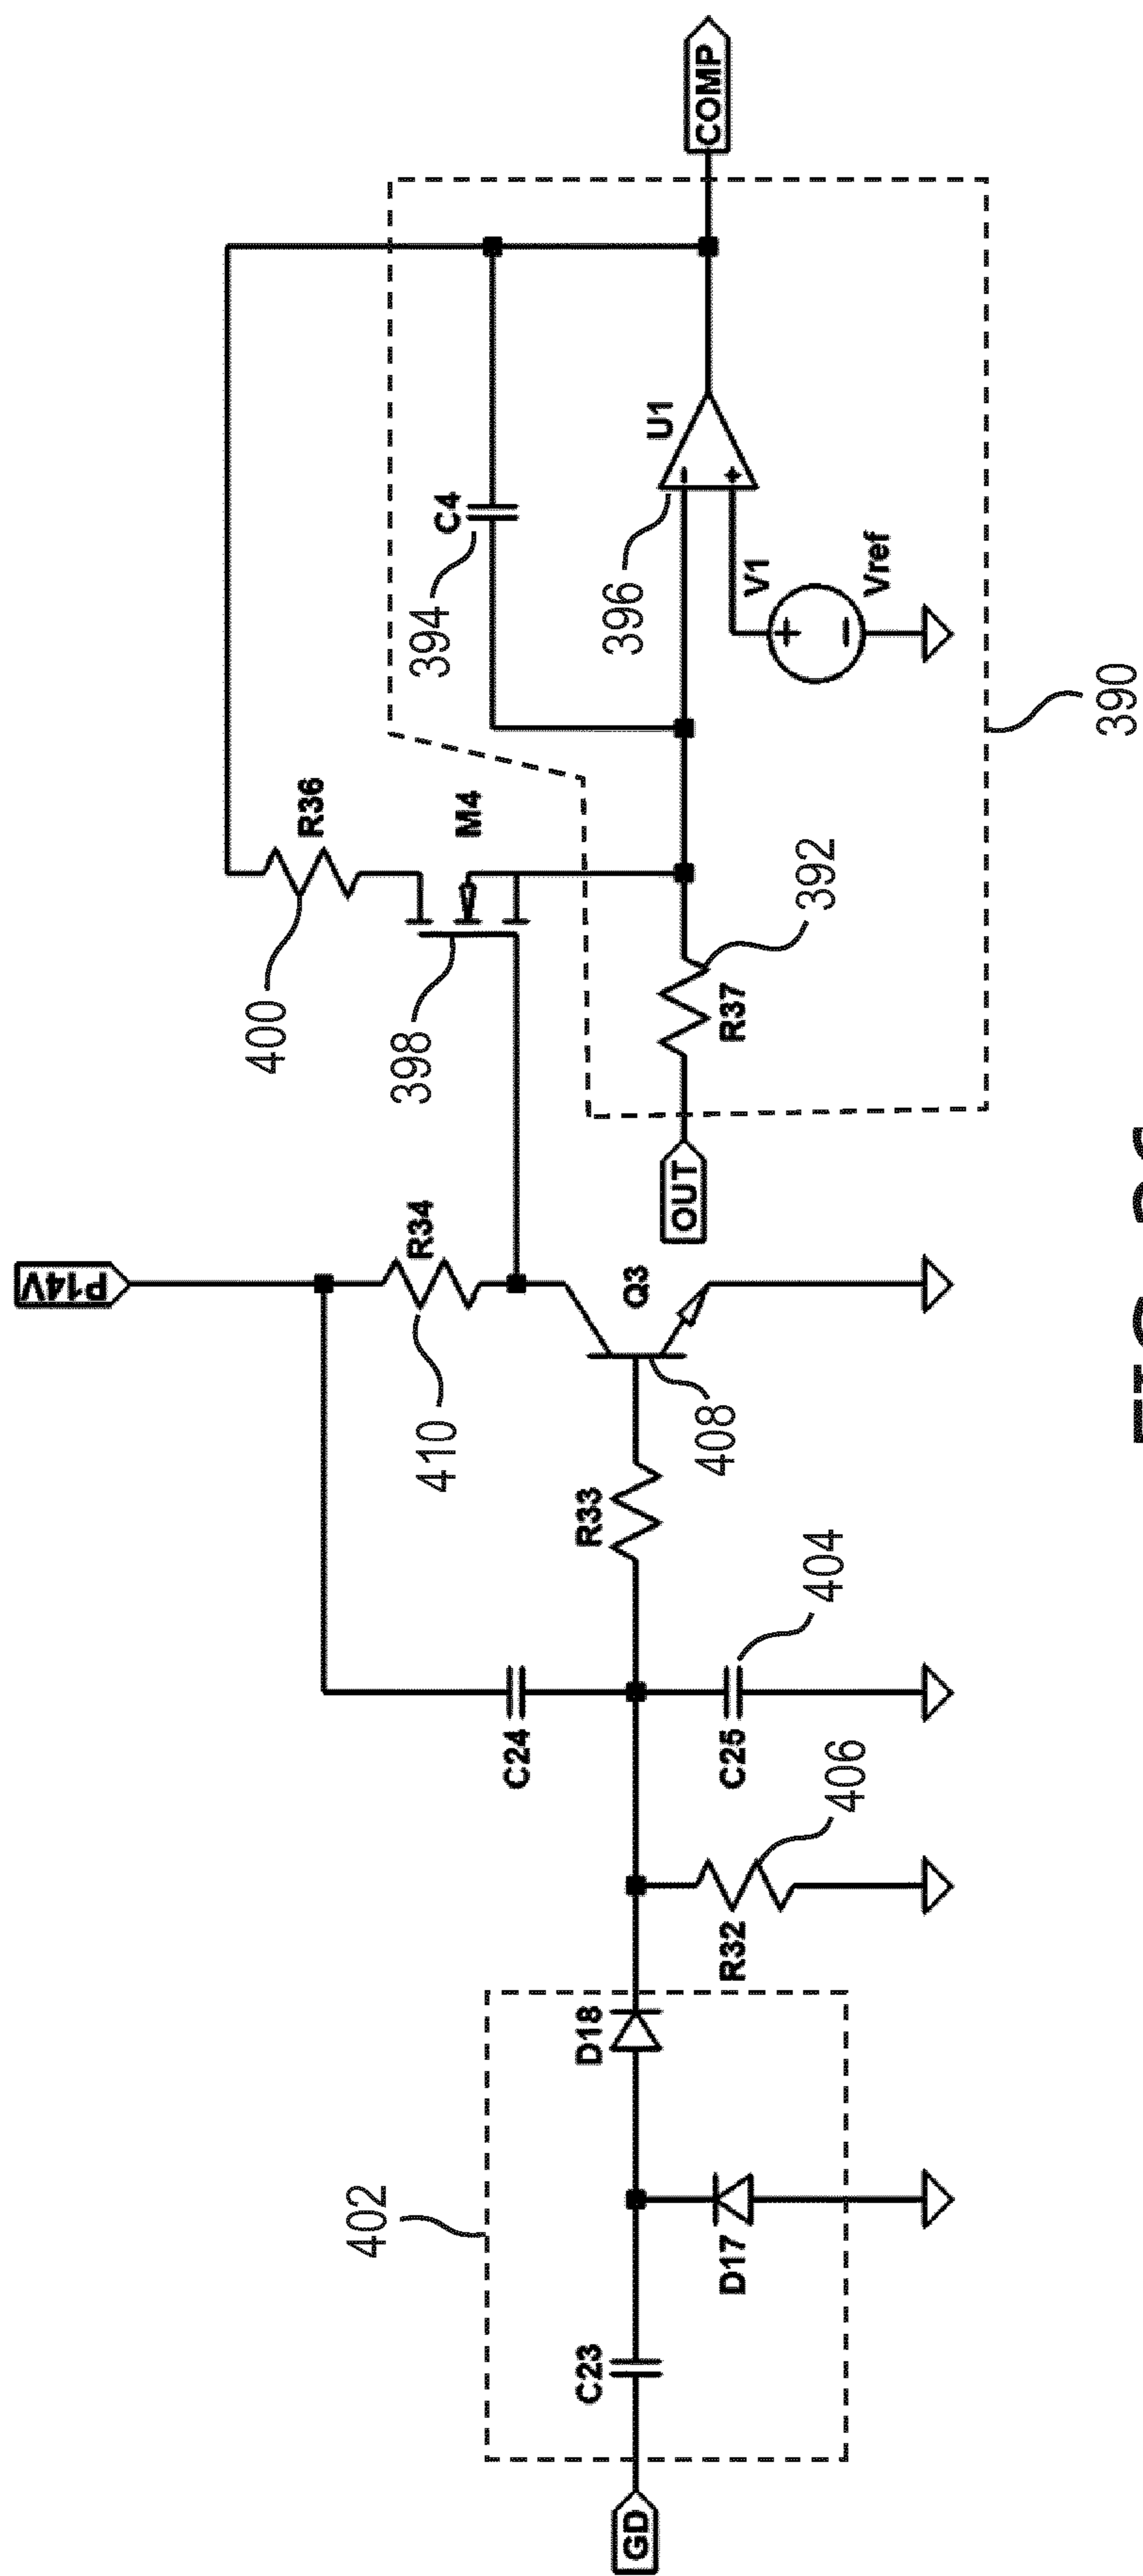 COMP
R36
400
C4
394
M4
398
U1
396
V1
Vref
390
392
R37
OUT
P14V
R34
410
Q3
408
R33
C24
C25
404
406
R32
402
D18
D17
C23
GD